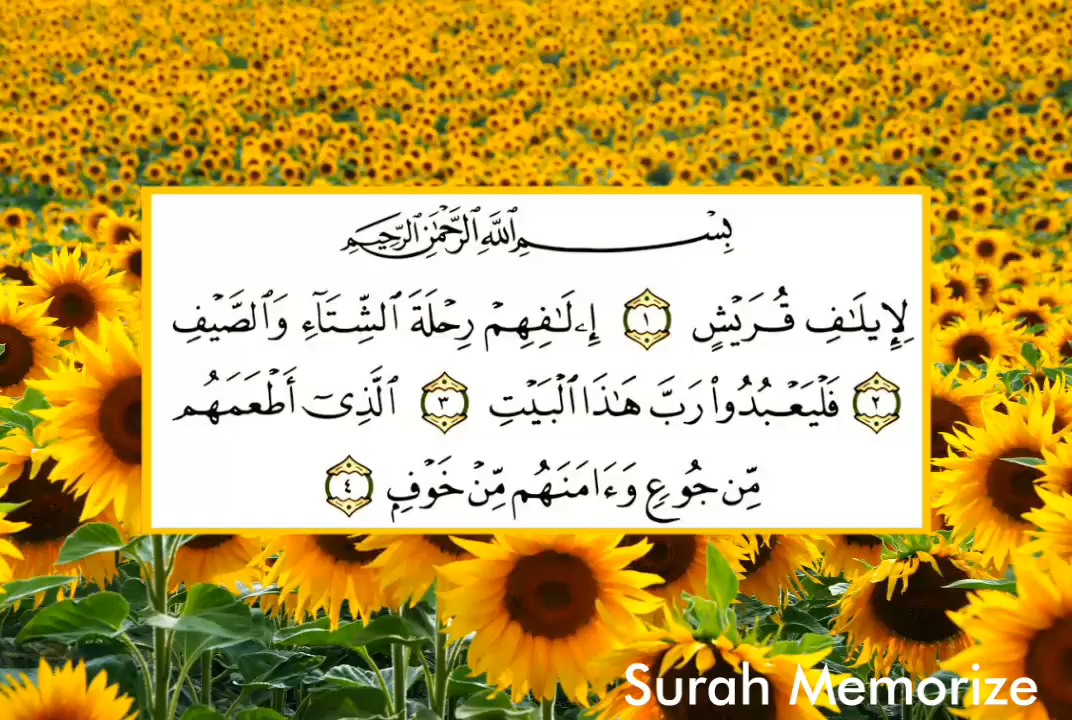 بِسْمِ ٱللَّهِ ٱلرَّحْمَٰنِ ٱلرَّحِيمِ
لِإِيلَٰفِ قُرَيْشٍ ١ إِۦلَٰفِهِمْ رِحْلَةَ ٱلشِّتَآءِ وَٱلصَّيْفِ
٢ فَلْيَعْبُدُوا۟ رَبَّ هَٰذَا ٱلْبَيْتِ ٣ ٱلَّذِىٓ أَطْعَمَهُم
مِّن جُوعٍ وَءَامَنَهُم مِّنْ خَوْفٍۭ ٤
Surah Memorize